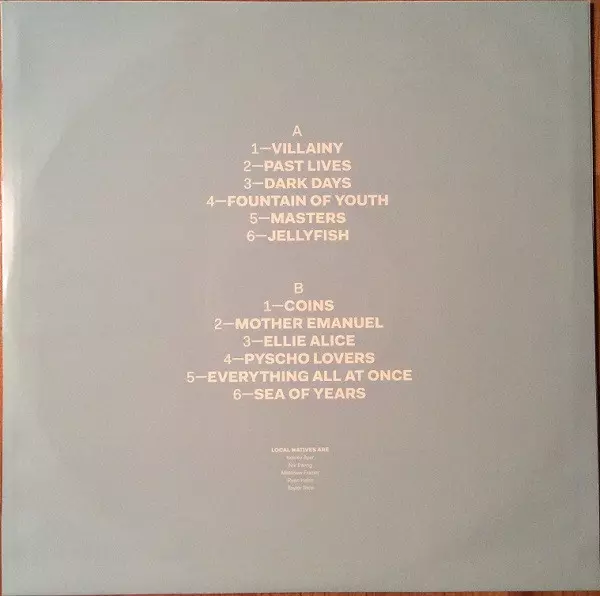 A
1—VILLAINY
2—PAST LIVES
3—DARK DAYS
4—FOUNTAIN OF YOUTH
5—MASTERS
6—JELLYFISH
B
1—COINS
2—MOTHER EMANUEL
3—ELLIE ALICE
4—PYSCHO LOVERS
5—EVERYTHING ALL AT ONCE
6—SEA OF YEARS
LOCAL NATIVES ARE